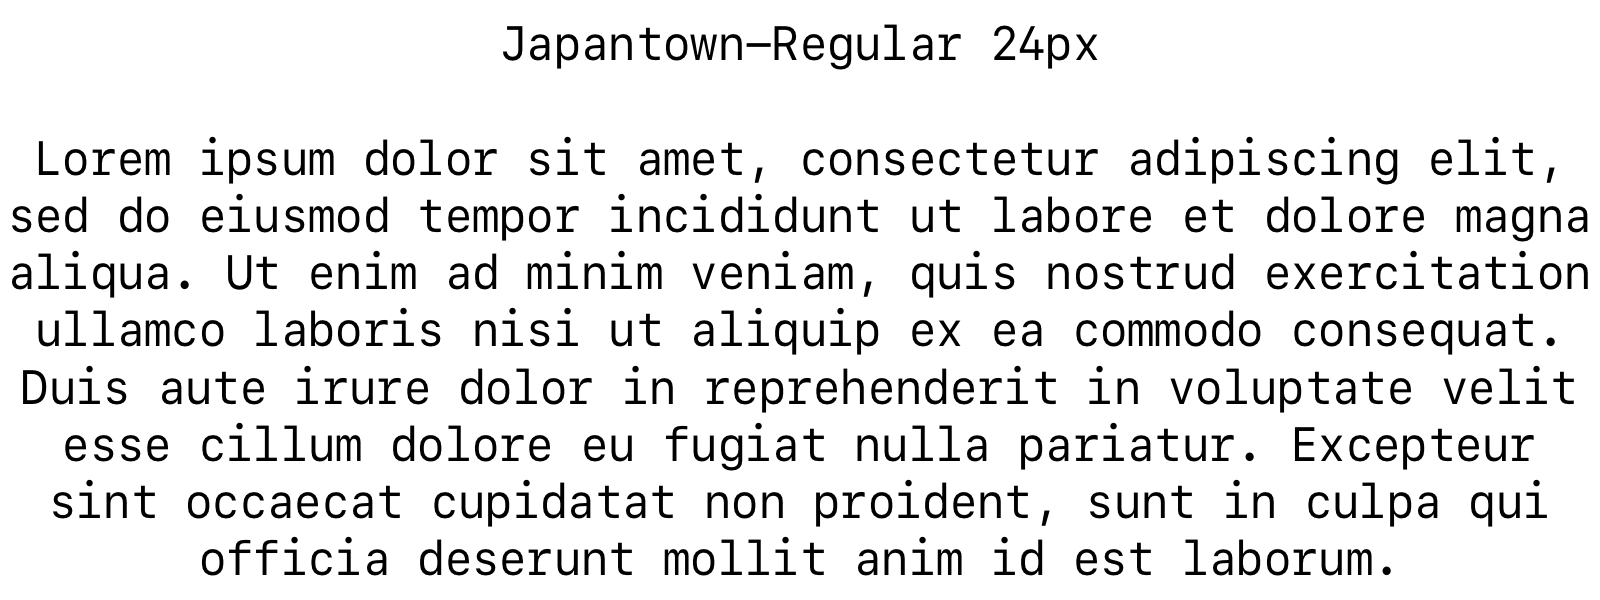 Japantown-Regular 24px
Lorem ipsum dolor sit amet, consectetur adipiscing elit,
sed do eiusmod tempor incididunt ut labore et dolore magna
aliqua. Ut enim ad minim veniam, quis nostrud exercitation
ullamco laboris nisi ut aliquip ex ea commodo consequat.
Duis aute irure dolor in reprehenderit in voluptate velit
esse cillum dolore eu fugiat nulla pariatur. Excepteur
sint occaecat cupidatat non proident, sunt in culpa qui
officia deserunt mollit anim id est laborum.